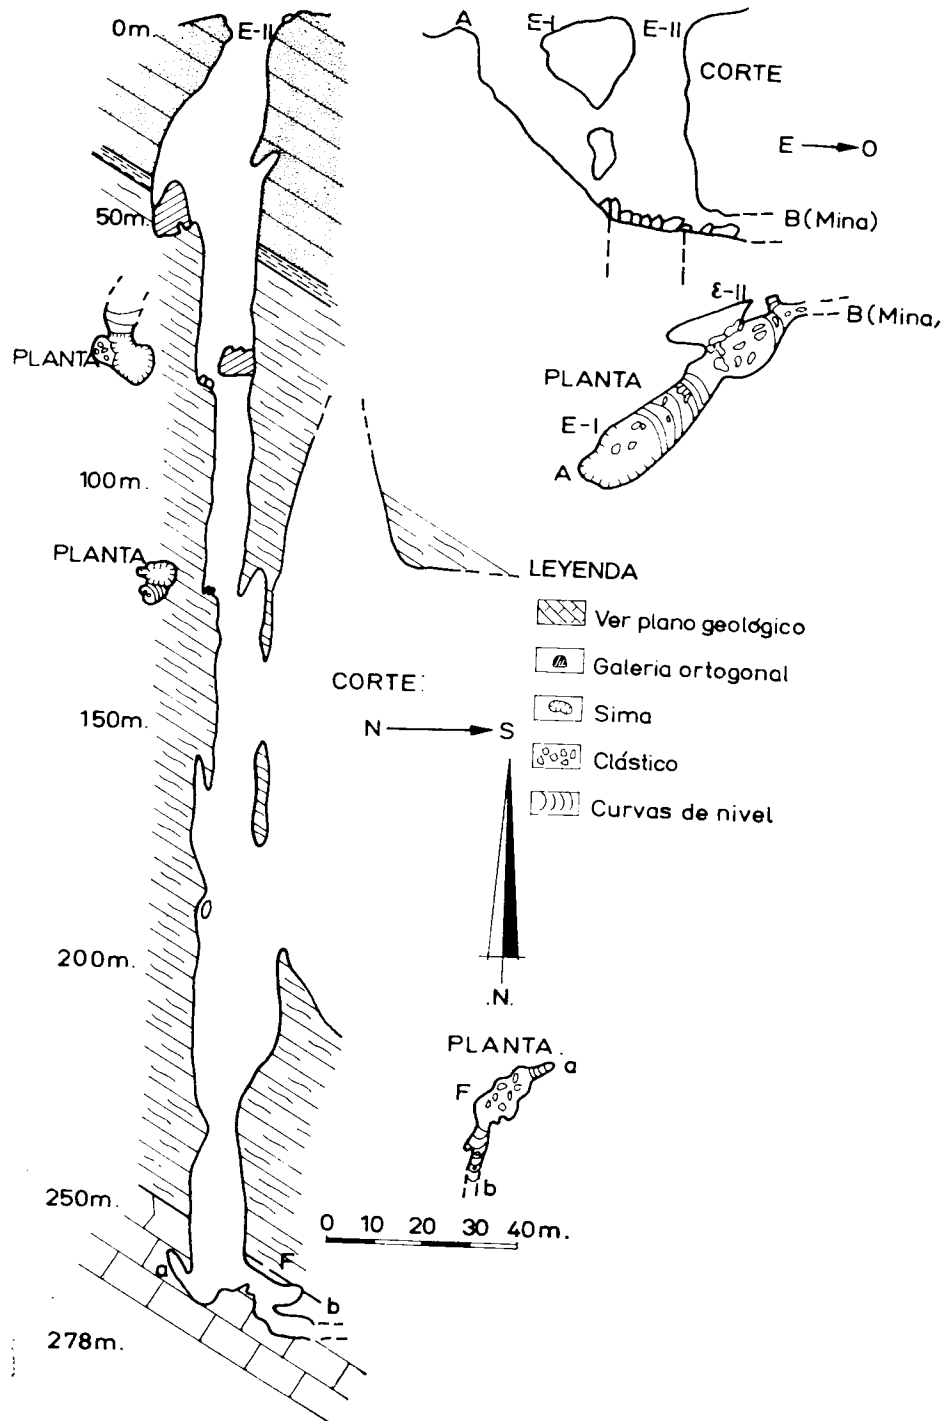 0m.
E-II
50m.
PLANTA
100m.
PLANTA
150m.
200m.
250m.
278m.
a
F
b
A
E-I
E-II
CORTE
E
O
B(Mina)
E-II
B(Mina,
PLANTA
E-I
A
LEYENDA
Ver plano geológico
Galeria ortogonal
Sima
Clástico
Curvas de nivel
CORTE:
N
S
.N.
PLANTA.
a
F
b
0 10 20 30 40m.